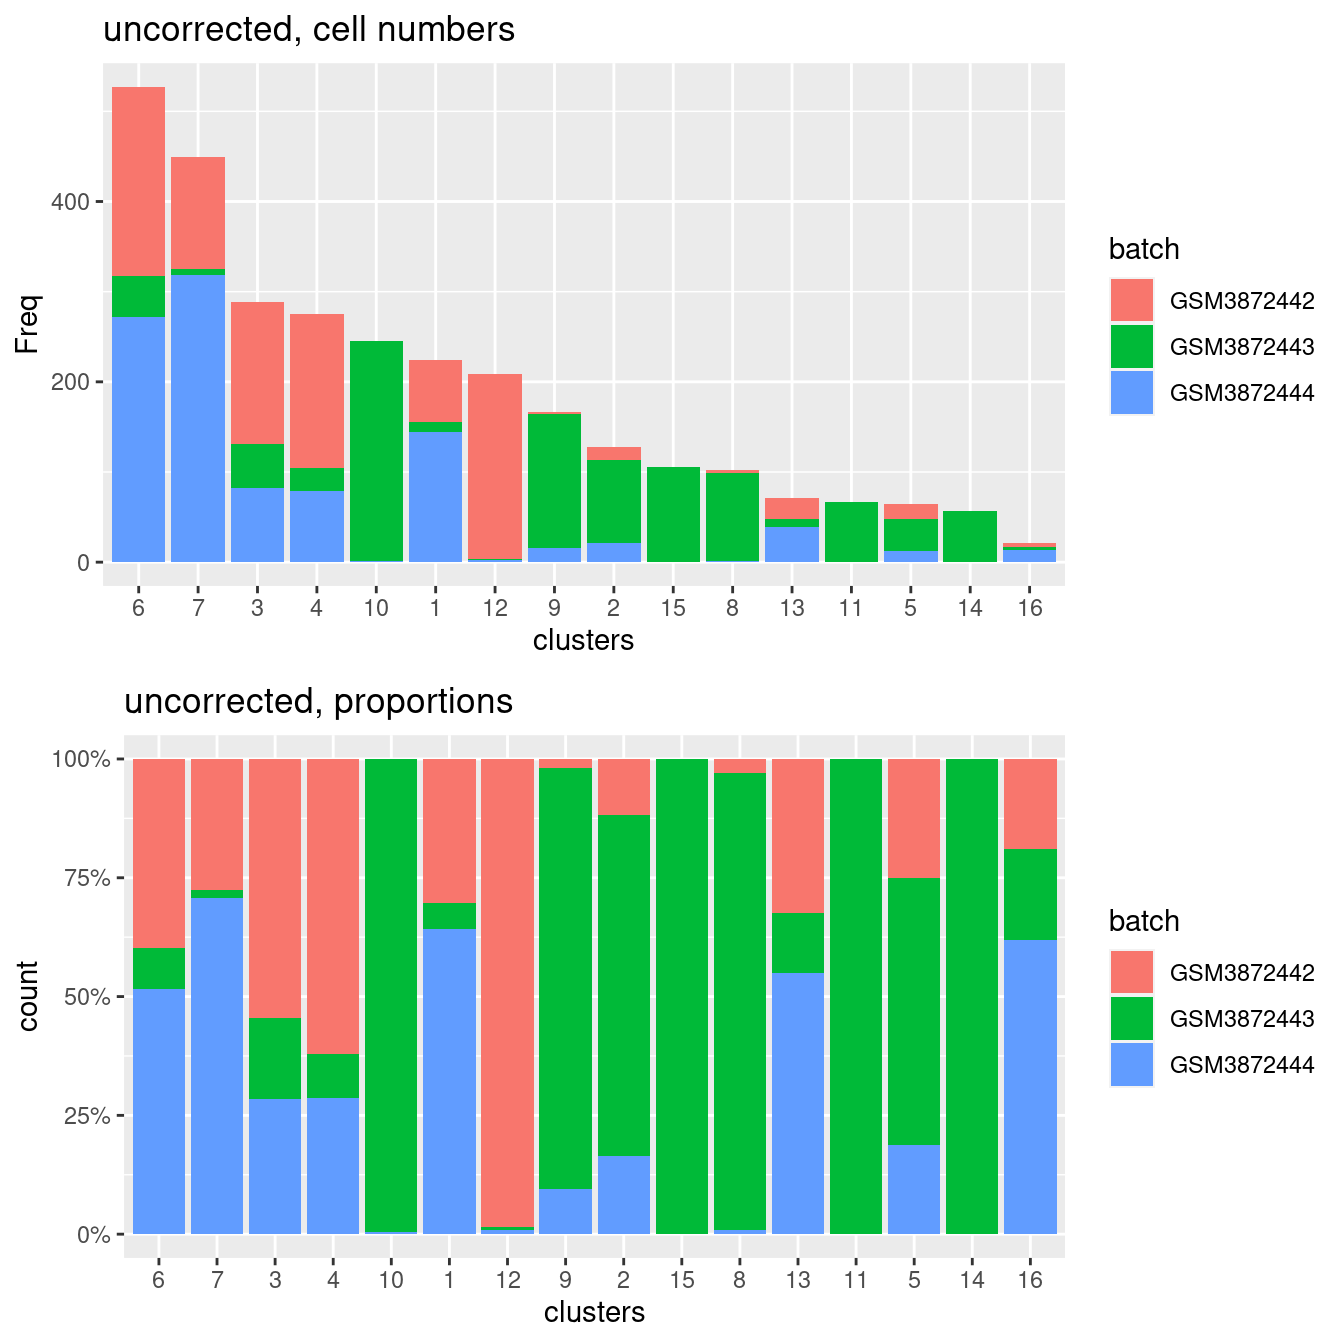 uncorrected, cell numbers
Freq
400
200
0
6 7 3 4 10 1 12 9 2 15 8 13 11 5 14 16
clusters
batch
GSM3872442
GSM3872443
GSM3872444
uncorrected, proportions
count
100%
75%
50%
25%
0%
6 7 3 4 10 1 12 9 2 15 8 13 11 5 14 16
clusters
batch
GSM3872442
GSM3872443
GSM3872444